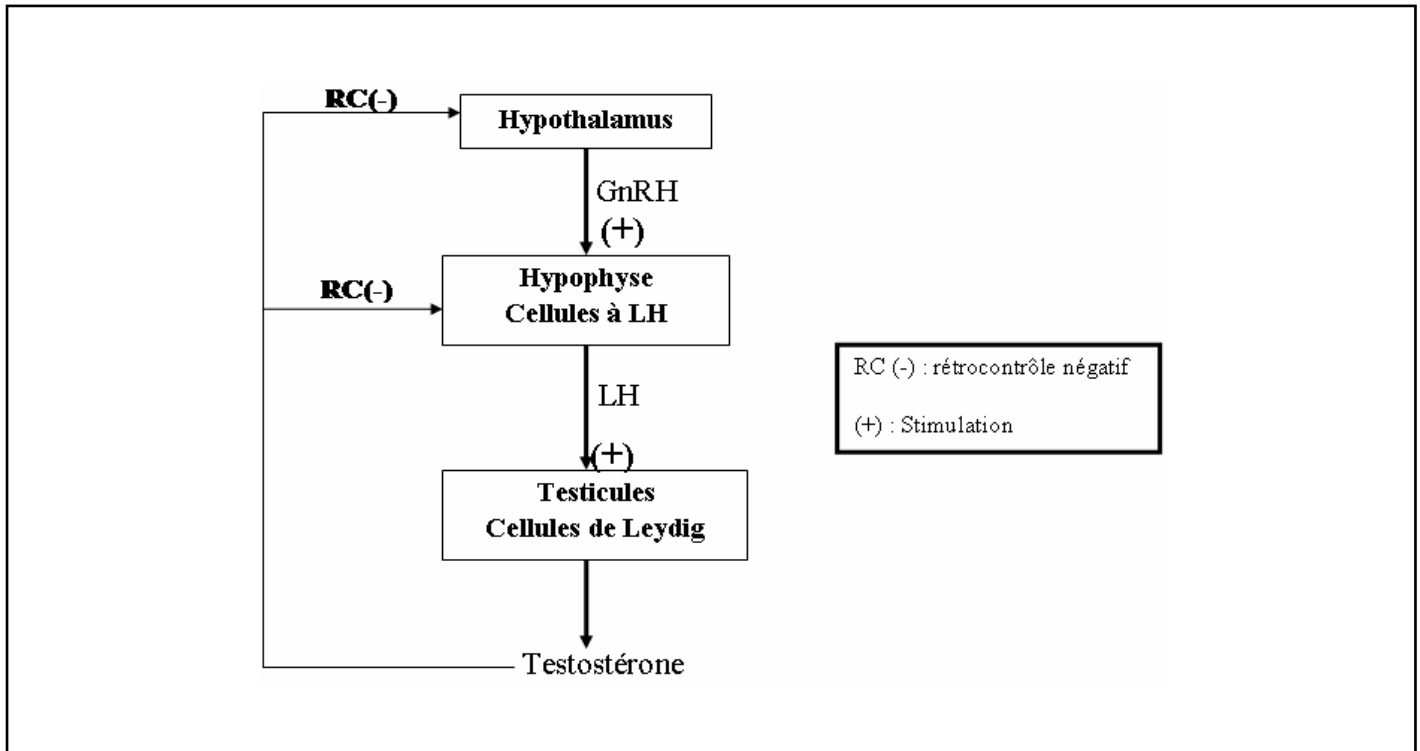 RC(-)
Hypothalamus
GnRH
(+)
RC(-)
Hypophyse
Cellules à LH
LH
(+)
Testicules
Cellules de Leydig
Testostérone
RC (-) : rétrocontrôle négatif
(+) : Stimulation